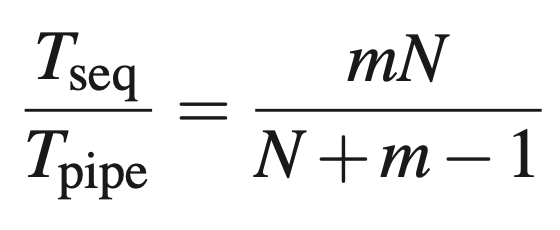 T_seq / T_pipe = mN / (N + m − 1)